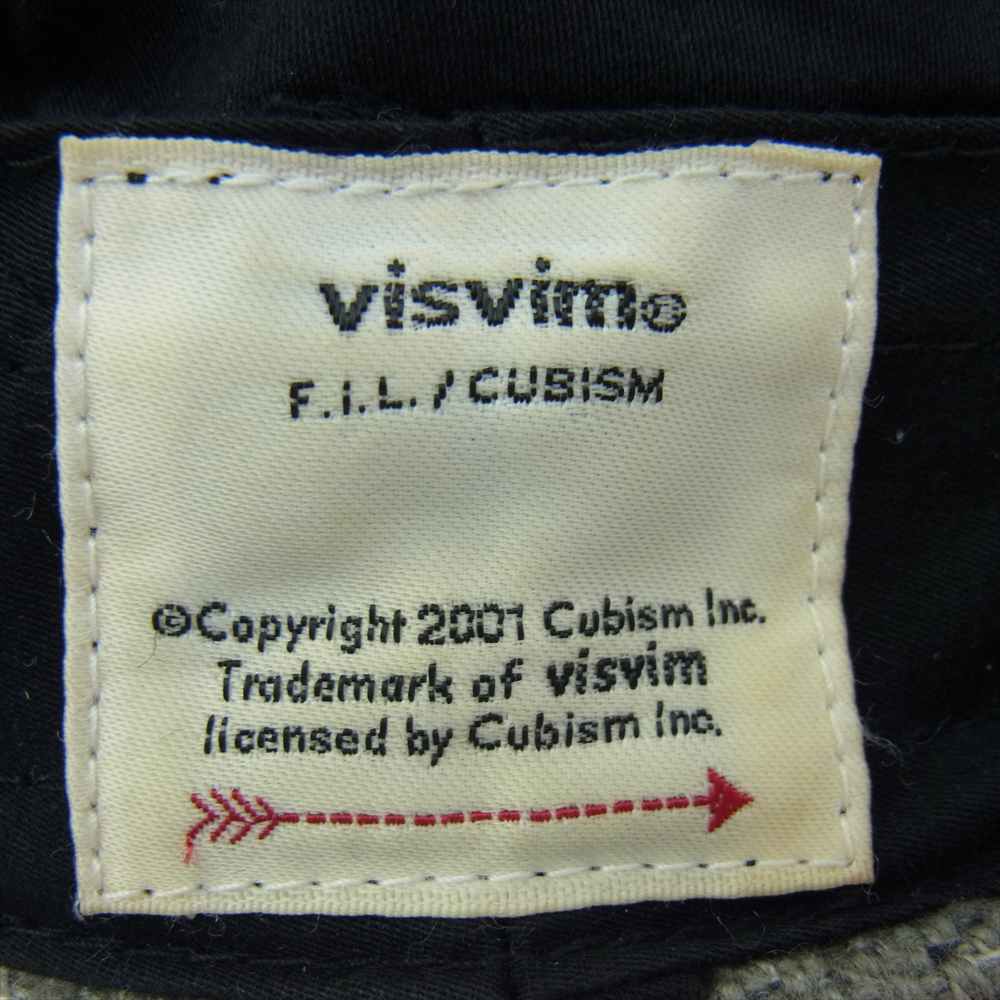 visvim®
F.I.L. / CUBISM
©Copyright 2001 Cubism Inc.
Trademark of visvim
licensed by Cubism Inc.